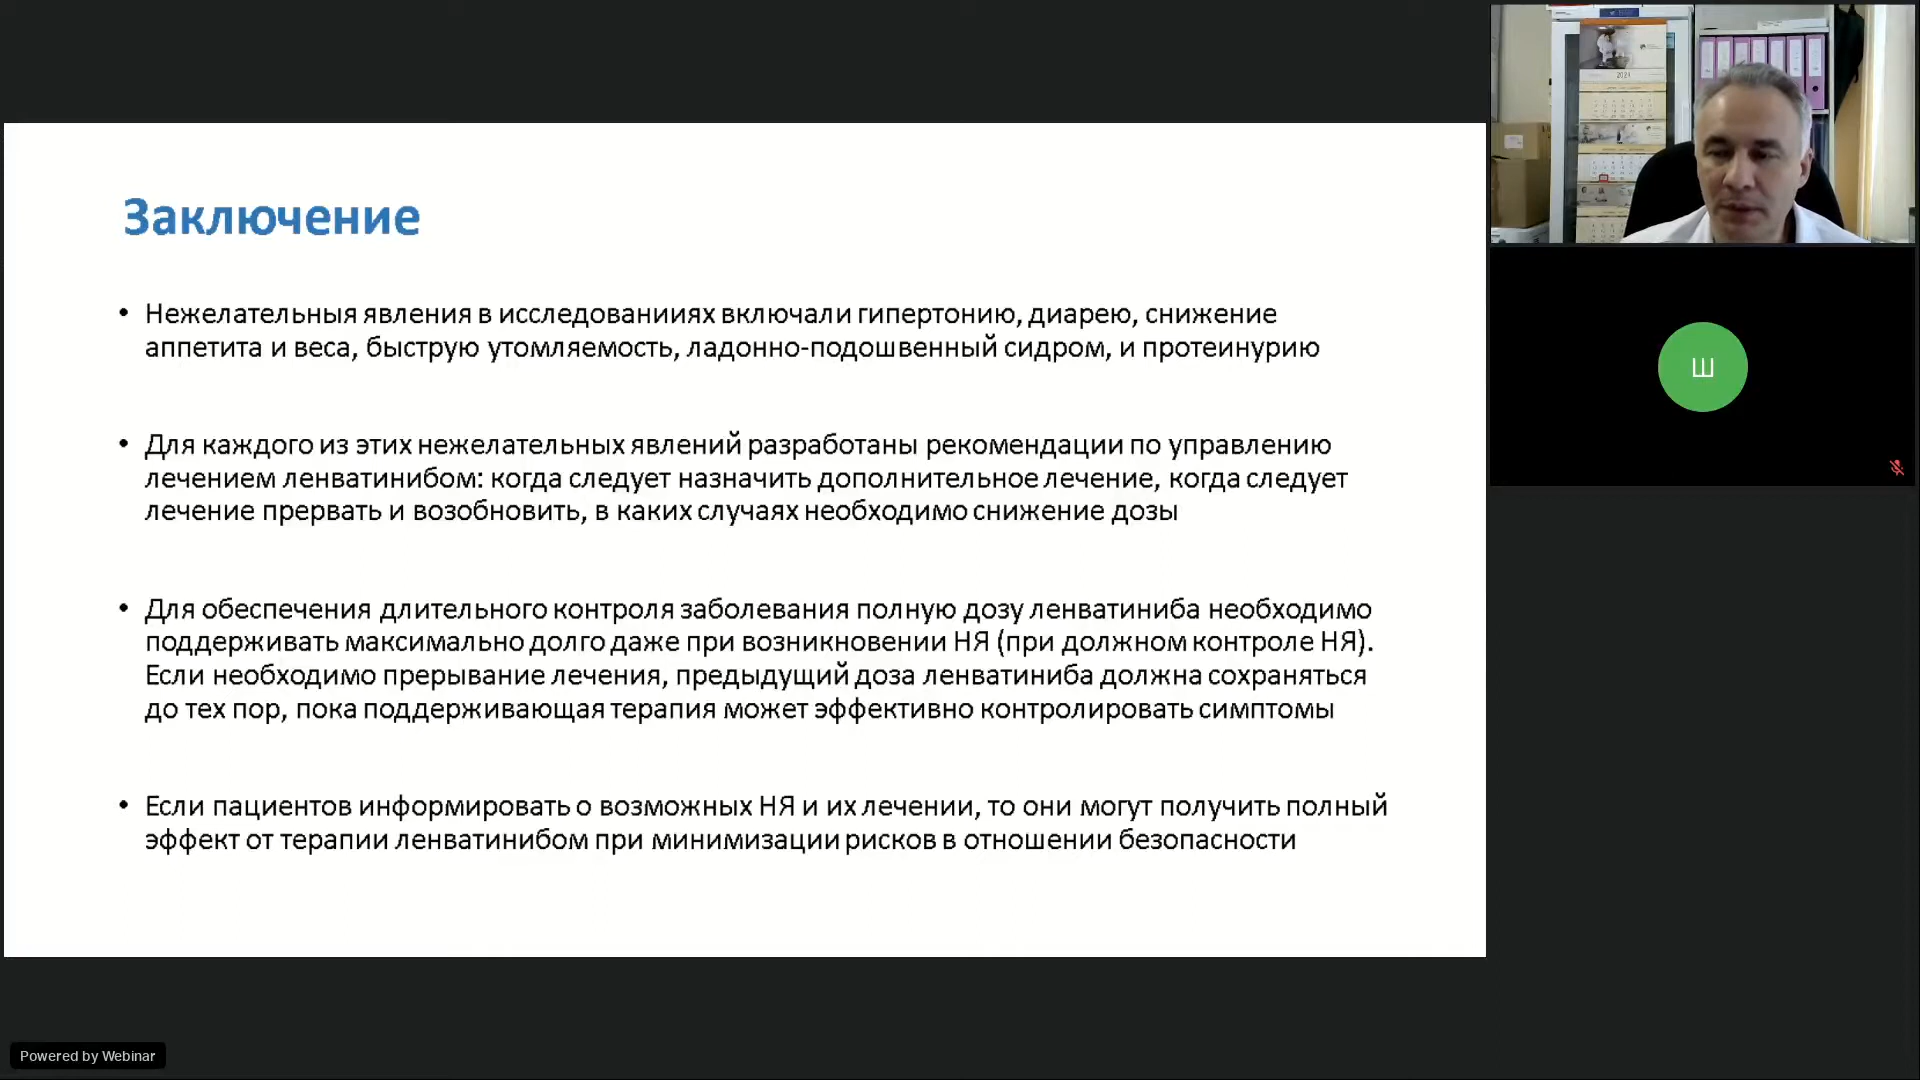 Заключение
• Нежелательныя явления в исследованииях включали гипертонию, диарею, снижение
аппетита и веса, быструю утомляемость, ладонно-подошвенный сидром, и протеинурию
• Для каждого из этих нежелательных явлений разработаны рекомендации по управлению
лечением ленватинибом: когда следует назначить дополнительное лечение, когда следует
лечение прервать и возобновить, в каких случаях необходимо снижение дозы
• Для обеспечения длительного контроля заболевания полную дозу ленватиниба необходимо
поддерживать максимально долго даже при возникновении НЯ (при должном контроле НЯ).
Если необходимо прерывание лечения, предыдущий доза ленватиниба должна сохраняться
до тех пор, пока поддерживающая терапия может эффективно контролировать симптомы
• Если пациентов информировать о возможных НЯ и их лечении, то они могут получить полный
эффект от терапии ленватинибом при минимизации рисков в отношении безопасности
2024
Ш
Powered by Webinar